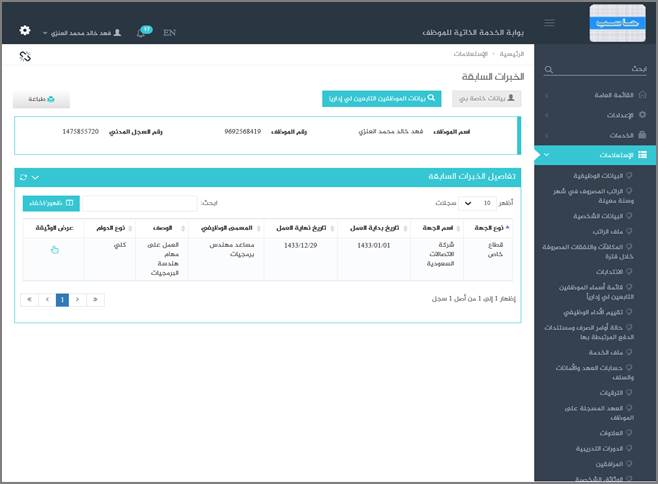 حاسب
بوابة الخدمة الذاتية للموظف
EN
17
فهد خالد محمد العنزي
ابحث
القائمة العامة
الإعدادات
الخدمات
الإستعلامات
البيانات الوظيفية
الراتب المصروف في شهر
وسنة معينة
البيانات الشخصية
ملف الراتب
المكافآت والنفقات المصروفة
خلال فترة
الانتدابات
قائمة أسماء الموظفين
التابعين لي إداريا
تقييم الأداء الوظيفي
حالة أوامر الصرف ومستندات
الدفع المرتبطة بها
ملف الخدمة
حسابات العهد والأمانات
والسلف
الترقيات
العهد المسجلة على
الموظف
العلاوات
الدورات التدريبية
المرافقين
الوثائق الشخصية
الرئيسية - الإستعلامات
الخبرات السابقة
بيانات خاصة بي
بيانات الموظفين التابعين لي إداريا
طباعة
اسم الموظف فهد خالد محمد العنزي رقم الموظف 9692568419 رقم السجل المدني 1475855720
تفاصيل الخبرات السابقة
أظهر 10 سجلات
ابحث:
ظهور/اخفاء
نوع الجهة اسم الجهة تاريخ بداية العمل تاريخ نهاية العمل المسمى الوظيفي الوصف نوع الدوام عرض الوثيقة
قطاع خاص شركة الاتصالات السعودية 1433/01/01 1433/12/29 مساعد مهندس برمجيات العمل على مهام هندسة البرمجيات كلي
إظهار 1 إلى 1 من أصل 1 سجل
« < 1 > »